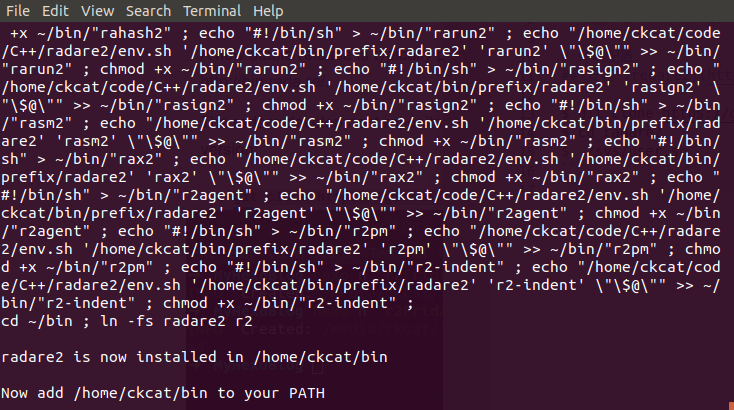 File Edit View Search Terminal Help
 +x ~/bin/"rahash2" ; echo "#!/bin/sh" > ~/bin/"rarun2" ; echo "/home/ckcat/code
/C++/radare2/env.sh '/home/ckcat/bin/prefix/radare2' 'rarun2' \"\$@\"" >> ~/bin/
"rarun2" ; chmod +x ~/bin/"rarun2" ; echo "#!/bin/sh" > ~/bin/"rasign2" ; echo "
/home/ckcat/code/C++/radare2/env.sh '/home/ckcat/bin/prefix/radare2' 'rasign2' \
"\$@\"" >> ~/bin/"rasign2" ; chmod +x ~/bin/"rasign2" ; echo "#!/bin/sh" > ~/bin
/"rasm2" ; echo "/home/ckcat/code/C++/radare2/env.sh '/home/ckcat/bin/prefix/rad
are2' 'rasm2' \"\$@\"" >> ~/bin/"rasm2" ; chmod +x ~/bin/"rasm2" ; echo "#!/bin/
sh" > ~/bin/"rax2" ; echo "/home/ckcat/code/C++/radare2/env.sh '/home/ckcat/bin/
prefix/radare2' 'rax2' \"\$@\"" >> ~/bin/"rax2" ; chmod +x ~/bin/"rax2" ; echo "
#!/bin/sh" > ~/bin/"r2agent" ; echo "/home/ckcat/code/C++/radare2/env.sh '/home/
ckcat/bin/prefix/radare2' 'r2agent' \"\$@\"" >> ~/bin/"r2agent" ; chmod +x ~/bin
/"r2agent" ; echo "#!/bin/sh" > ~/bin/"r2pm" ; echo "/home/ckcat/code/C++/radare
2/env.sh '/home/ckcat/bin/prefix/radare2' 'r2pm' \"\$@\"" >> ~/bin/"r2pm" ; chmo
d +x ~/bin/"r2pm" ; echo "#!/bin/sh" > ~/bin/"r2-indent" ; echo "/home/ckcat/cod
e/C++/radare2/env.sh '/home/ckcat/bin/prefix/radare2' 'r2-indent' \"\$@\"" >> ~/
bin/"r2-indent" ; chmod +x ~/bin/"r2-indent" ;
cd ~/bin ; ln -fs radare2 r2
radare2 is now installed in /home/ckcat/bin
Now add /home/ckcat/bin to your PATH